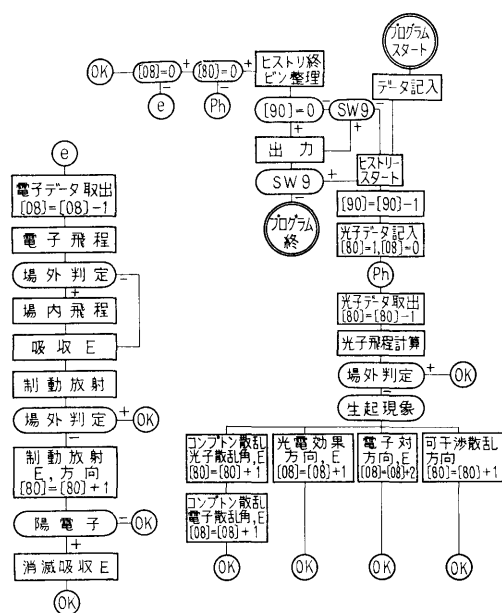 プログラム
スタート
データ記入
OK
[08]=0
+
[80]=0
+
ヒストリ終
ビン整理
−
e
−
Ph
[90]=0
−
SW9
−
+
+
出力
SW9
+
−
プログラム
終
ヒストリー
スタート
[90]=[90]-1
光子データ記入
[80]=1,[08]=0
Ph
光子データ取出
[80]=[80]-1
光子飛程計算
場外判定
+
OK
−
生起現象
コンプトン散乱
光子散乱角,E
[80]=[80]+1
コンプトン散乱
電子散乱角,E
[08]=[08]+1
OK
光電効果
方向,E
[08]=[08]+1
OK
電子対
方向,E
[08]=[08]+2
OK
可干渉散乱
方向
[80]=[80]+1
OK
e
電子データ取出
[08]=[08]-1
電子飛程
場外判定
−
+
場内飛程
吸収E
制動放射
場外判定
+
OK
−
制動放射
E,方向
[80]=[80]+1
陽電子
−
OK
+
消滅吸収E
OK